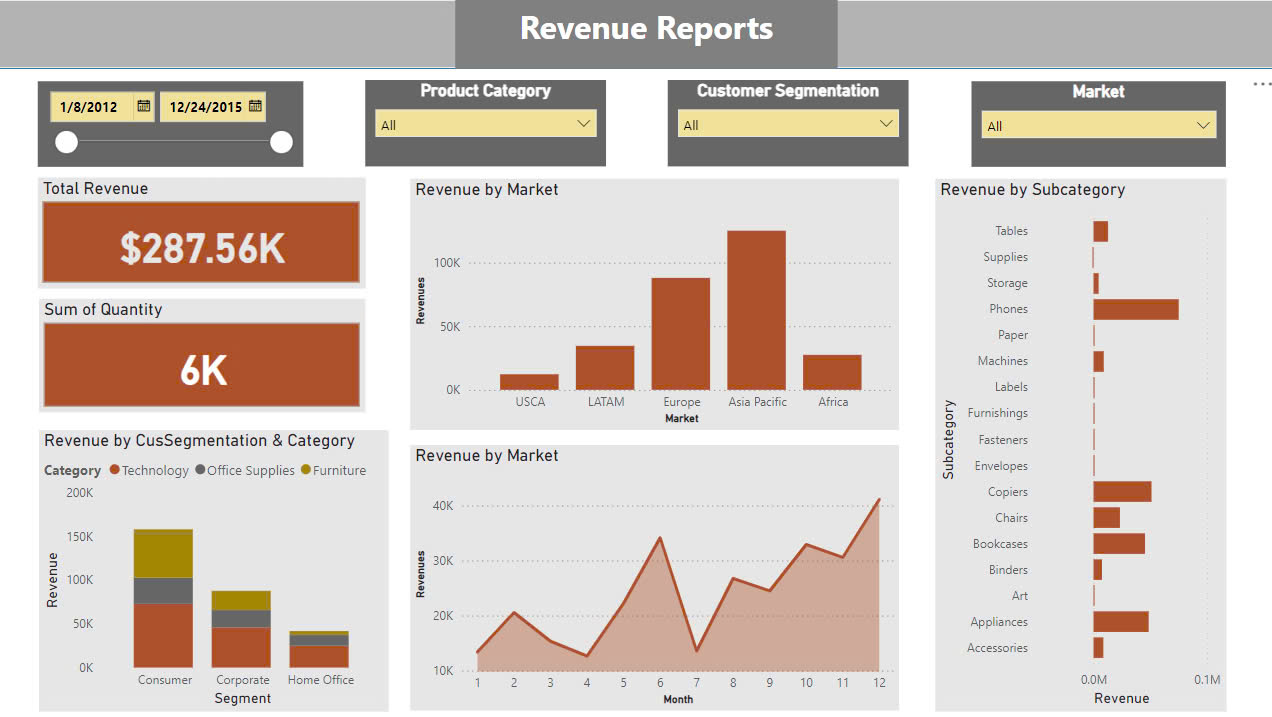 Revenue Reports
1/8/2012
12/24/2015
Product Category
All
Customer Segmentation
All
Market
All
Total Revenue
$287.56K
Sum of Quantity
6K
Revenue by CusSegmentation & Category
Category Technology Office Supplies Furniture
200K
150K
100K
50K
0K
Revenue
Consumer Corporate Home Office
Segment
Revenue by Market
100K
50K
0K
Revenues
USCA LATAM Europe Asia Pacific Africa
Market
Revenue by Market
40K
30K
20K
10K
Revenues
1 2 3 4 5 6 7 8 9 10 11 12
Month
Revenue by Subcategory
Subcategory
Tables
Supplies
Storage
Phones
Paper
Machines
Labels
Furnishings
Fasteners
Envelopes
Copiers
Chairs
Bookcases
Binders
Art
Appliances
Accessories
0.0M 0.1M
Revenue